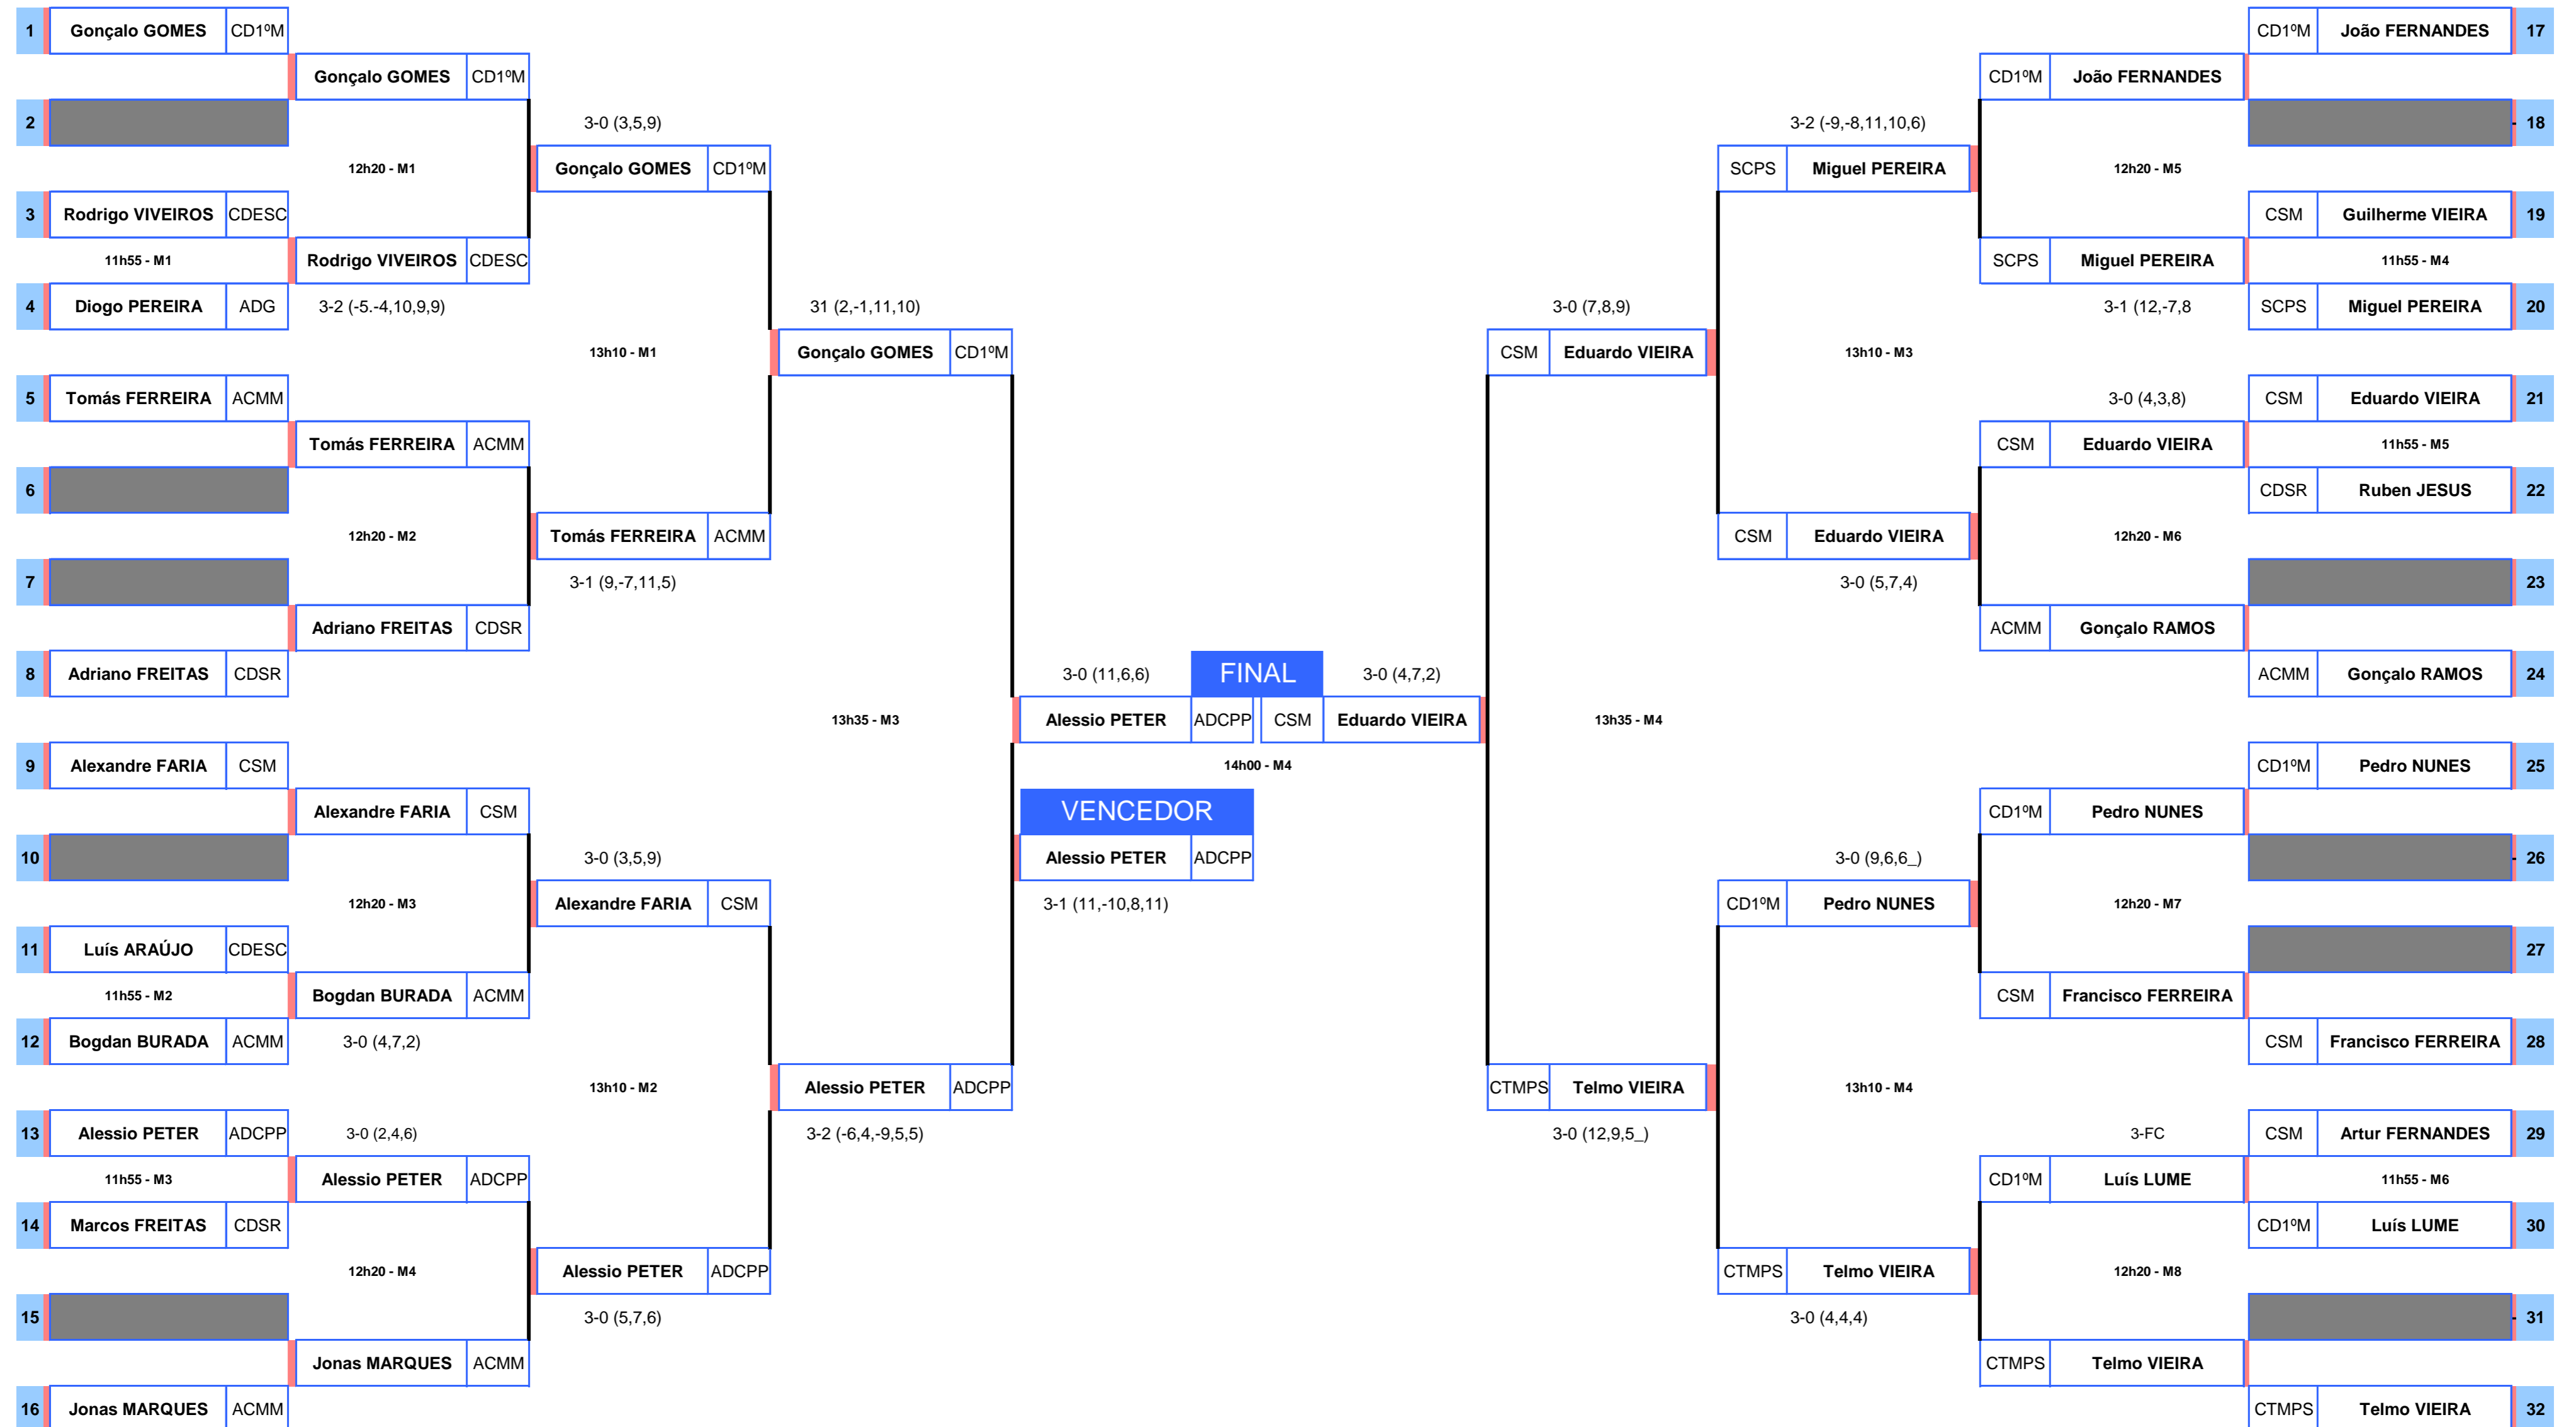 1 Gonçalo GOMES CD1ºM CD1ºM João FERNANDES 17
Gonçalo GOMES CD1ºM CD1ºM João FERNANDES
2 3-0 (3,5,9) 3-2 (-9,-8,11,10,6) - 18
12h20 - M1 Gonçalo GOMES CD1ºM SCPS Miguel PEREIRA 12h20 - M5
3 Rodrigo VIVEIROS CDESC CSM Guilherme VIEIRA 19
11h55 - M1 Rodrigo VIVEIROS CDESC SCPS Miguel PEREIRA 11h55 - M4
4 Diogo PEREIRA ADG 3-2 (-5.-4,10,9,9) 31 (2,-1,11,10) 3-0 (7,8,9) 3-1 (12,-7,8 SCPS Miguel PEREIRA 20
13h10 - M1 Gonçalo GOMES CD1ºM CSM Eduardo VIEIRA 13h10 - M3
5 Tomás FERREIRA ACMM 3-0 (4,3,8) CSM Eduardo VIEIRA 21
Tomás FERREIRA ACMM CSM Eduardo VIEIRA 11h55 - M5
6 CDSR Ruben JESUS 22
12h20 - M2 Tomás FERREIRA ACMM CSM Eduardo VIEIRA 12h20 - M6
7 3-1 (9,-7,11,5) 3-0 (5,7,4) 23
Adriano FREITAS CDSR ACMM Gonçalo RAMOS
8 Adriano FREITAS CDSR 3-0 (11,6,6) FINAL 3-0 (4,7,2) ACMM Gonçalo RAMOS 24
13h35 - M3 Alessio PETER ADCPP CSM Eduardo VIEIRA 13h35 - M4
9 Alexandre FARIA CSM 14h00 - M4 CD1ºM Pedro NUNES 25
Alexandre FARIA CSM VENCEDOR CD1ºM Pedro NUNES
10 3-0 (3,5,9) Alessio PETER ADCPP 3-0 (9,6,6_) - 26
12h20 - M3 Alexandre FARIA CSM 3-1 (11,-10,8,11) CD1ºM Pedro NUNES 12h20 - M7
11 Luís ARAÚJO CDESC 27
11h55 - M2 Bogdan BURADA ACMM CSM Francisco FERREIRA
12 Bogdan BURADA ACMM 3-0 (4,7,2) CSM Francisco FERREIRA 28
13h10 - M2 Alessio PETER ADCPP CTMPS Telmo VIEIRA 13h10 - M4
13 Alessio PETER ADCPP 3-0 (2,4,6) 3-2 (-6,4,-9,5,5) 3-0 (12,9,5_) 3-FC CSM Artur FERNANDES 29
11h55 - M3 Alessio PETER ADCPP CD1ºM Luís LUME 11h55 - M6
14 Marcos FREITAS CDSR CD1ºM Luís LUME 30
12h20 - M4 Alessio PETER ADCPP CTMPS Telmo VIEIRA 12h20 - M8
15 3-0 (5,7,6) 3-0 (4,4,4) - 31
Jonas MARQUES ACMM CTMPS Telmo VIEIRA
16 Jonas MARQUES ACMM CTMPS Telmo VIEIRA 32